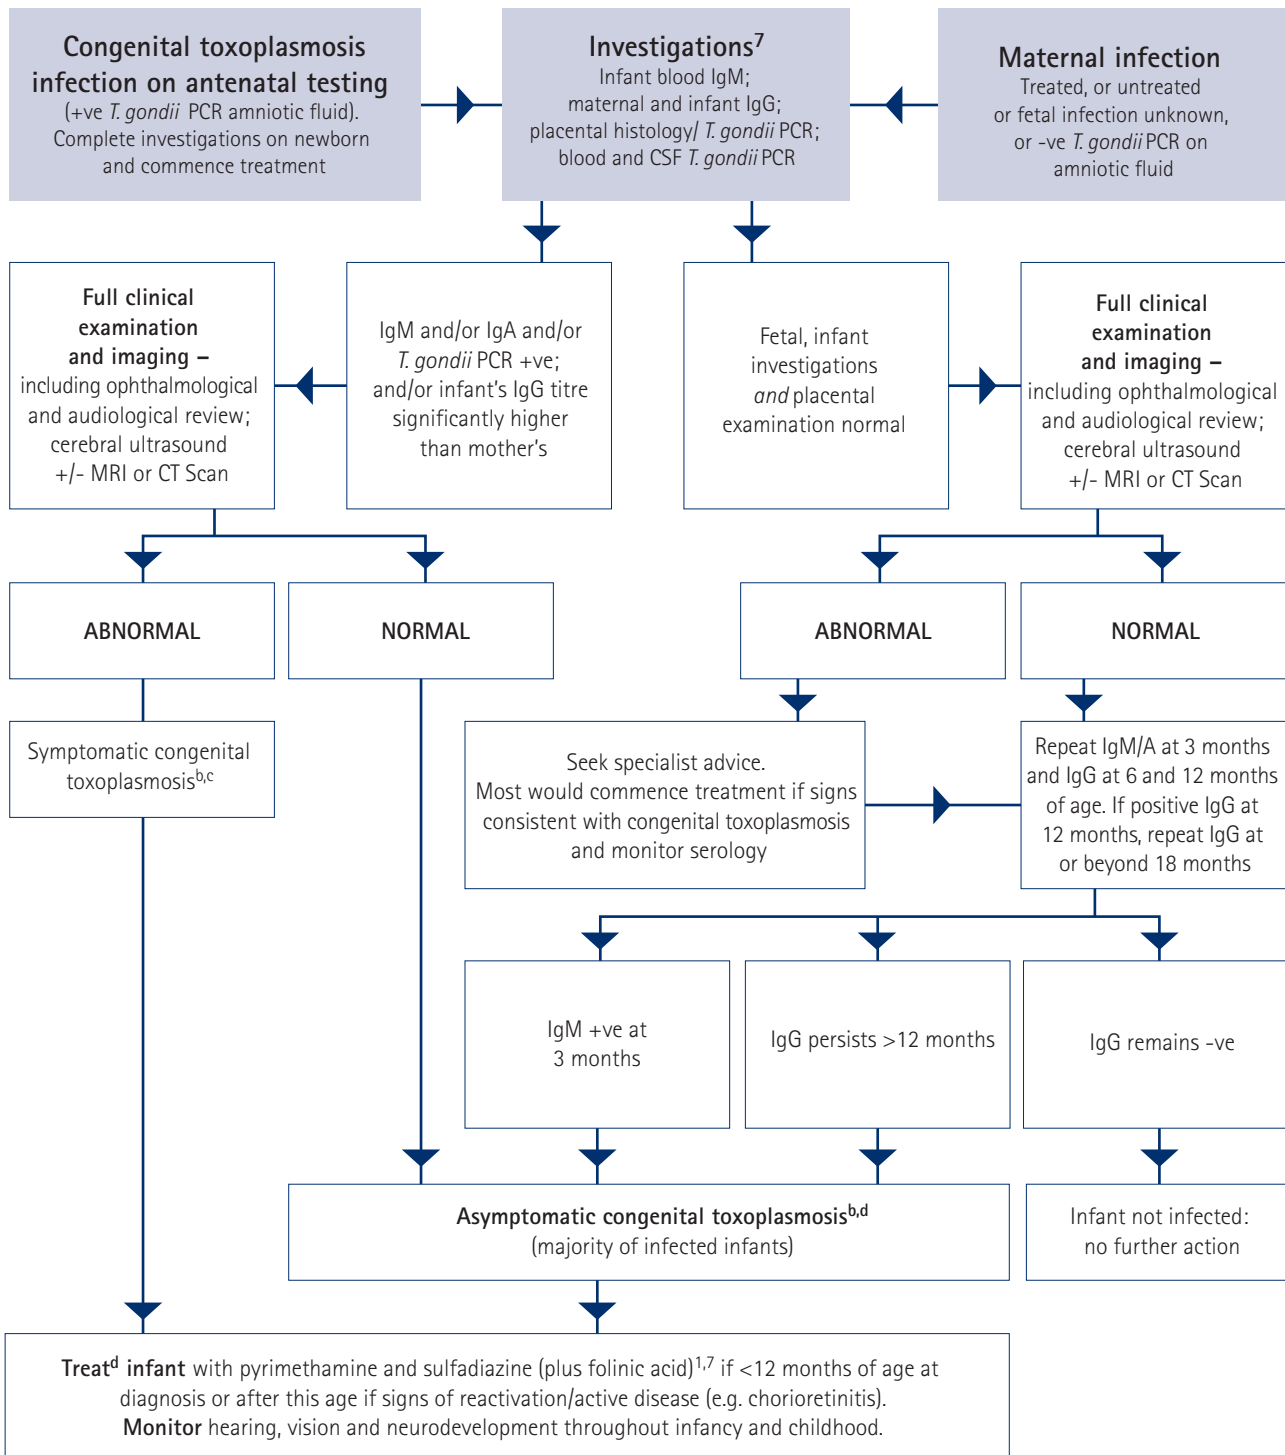 Congenital toxoplasmosis
infection on antenatal testing
(+ve T. gondii PCR amniotic fluid).
Complete investigations on newborn
and commence treatment
Investigations7
Infant blood IgM;
maternal and infant IgG;
placental histology/ T. gondii PCR;
blood and CSF T. gondii PCR
Maternal infection
Treated, or untreated
or fetal infection unknown,
or -ve T. gondii PCR on
amniotic fluid
Full clinical
examination
and imaging –
including ophthalmological
and audiological review;
cerebral ultrasound
+/- MRI or CT Scan
IgM and/or IgA and/or
T. gondii PCR +ve;
and/or infant's IgG titre
significantly higher
than mother's
Fetal, infant
investigations
and placental
examination normal
Full clinical
examination
and imaging –
including ophthalmological
and audiological review;
cerebral ultrasound
+/- MRI or CT Scan
ABNORMAL
NORMAL
ABNORMAL
NORMAL
Symptomatic congenital
toxoplasmosisb,c
Seek specialist advice.
Most would commence treatment if signs
consistent with congenital toxoplasmosis
and monitor serology
Repeat IgM/A at 3 months
and IgG at 6 and 12 months
of age. If positive IgG at
12 months, repeat IgG at
or beyond 18 months
IgM +ve at
3 months
IgG persists >12 months
IgG remains -ve
Asymptomatic congenital toxoplasmosisb,d
(majority of infected infants)
Infant not infected:
no further action
Treatd infant with pyrimethamine and sulfadiazine (plus folinic acid)1,7 if <12 months of age at
diagnosis or after this age if signs of reactivation/active disease (e.g. chorioretinitis).
Monitor hearing, vision and neurodevelopment throughout infancy and childhood.